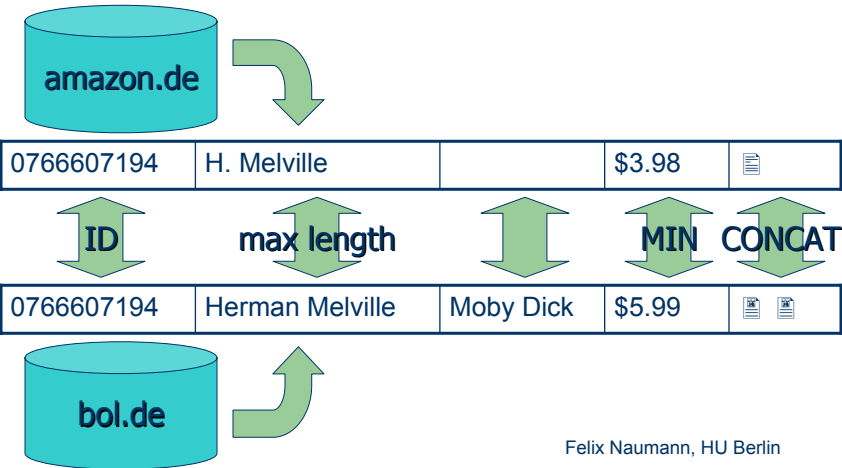 amazon.de
0766607194 H. Melville $3.98
ID max length MIN CONCAT
0766607194 Herman Melville Moby Dick $5.99
bol.de
Felix Naumann, HU Berlin